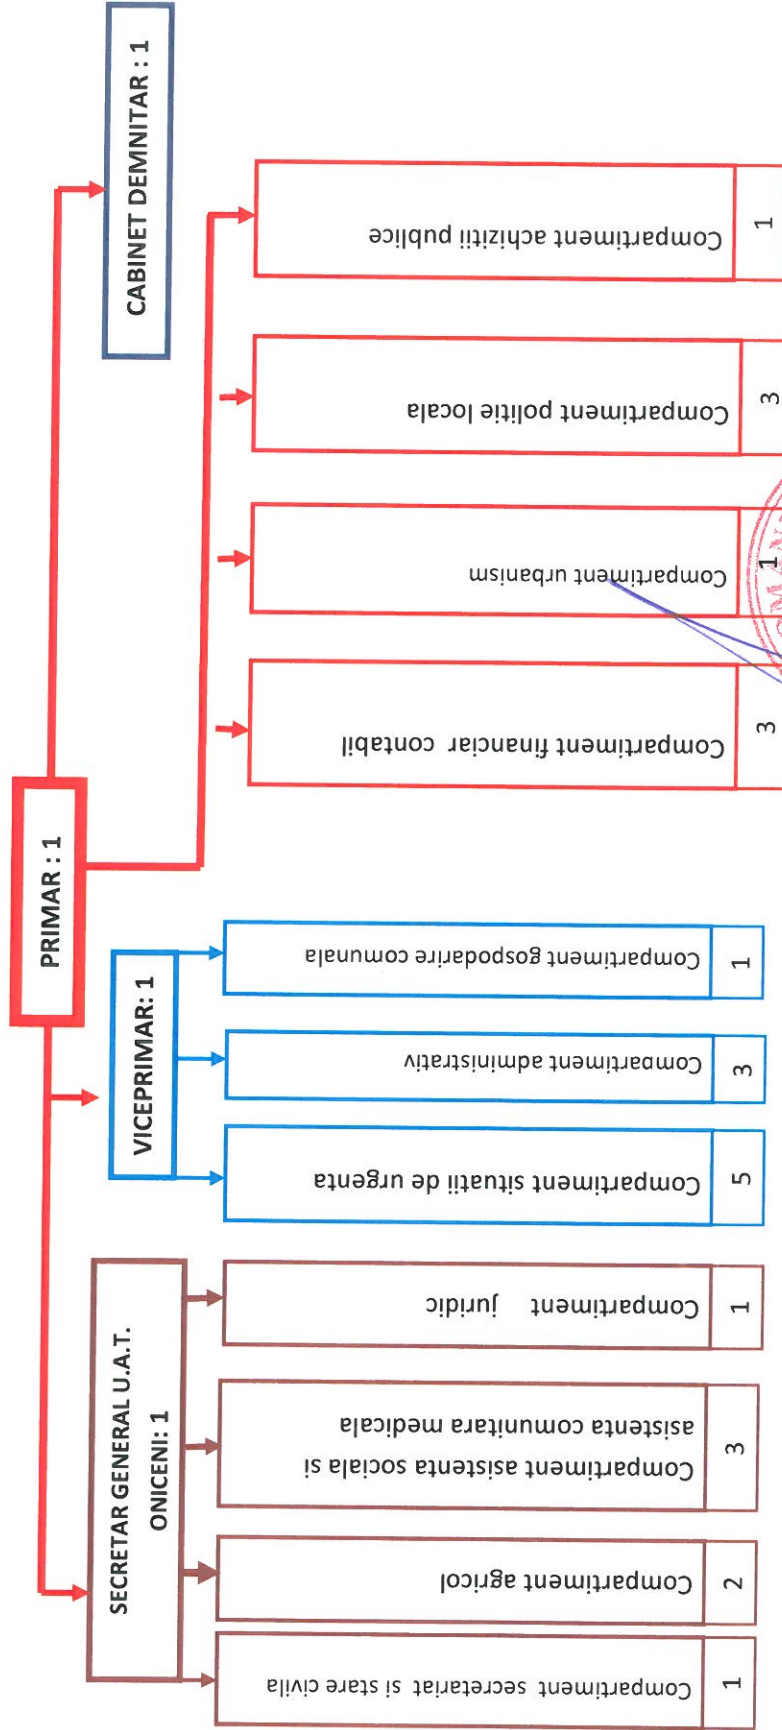 PRIMAR : 1
CABINET DEMNITAR : 1
VICEPRIMAR: 1
SECRETAR GENERAL U.A.T.
ONICENI: 1
Compartiment secretariat si stare civila
1
Compartiment agricol
2
Compartiment asistenta sociala si
asistenta comunitara medicala
3
Compartiment juridic
1
Compartiment situatii de urgenta
5
Compartiment administrativ
3
Compartiment gospodarire comunala
1
Compartiment financiar contabil
3
Compartiment urbanism
1
Compartiment politie locala
3
Compartiment achizitii publice
1